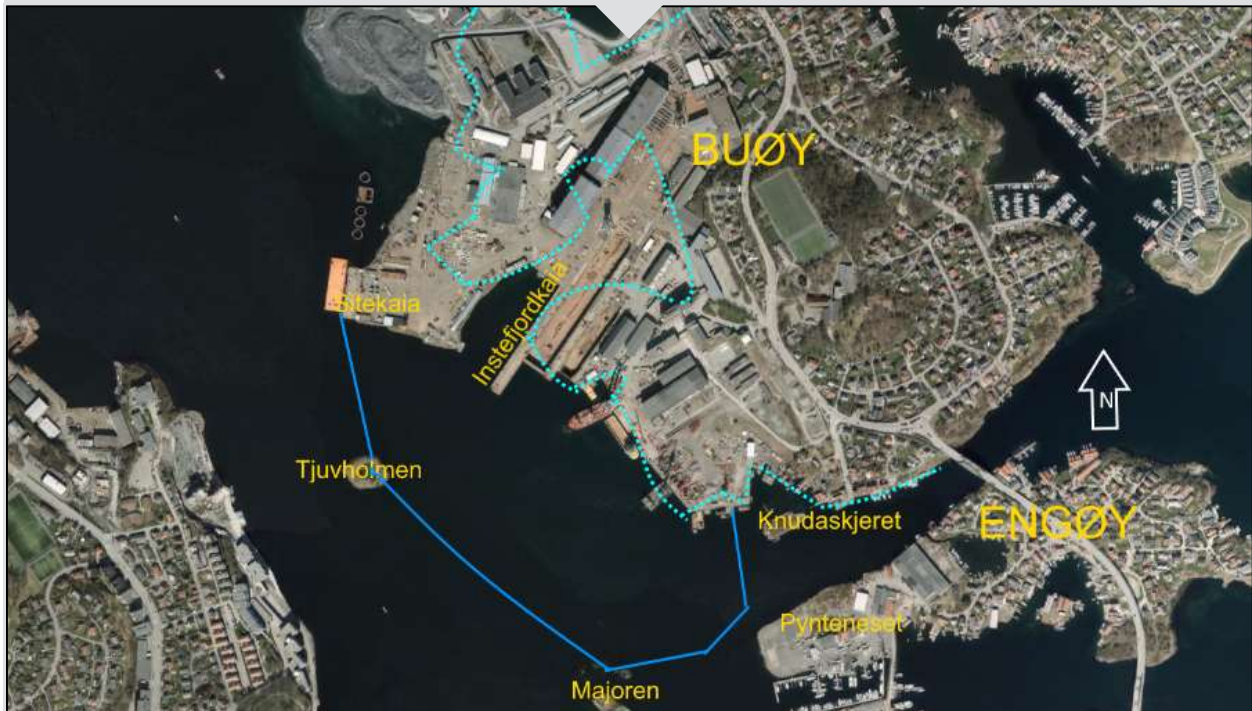 BUØY
Sitekaia
Instefjordkaia
Tjuvholmen
Knudaskjeret
ENGØY
Pynteneset
Majoren
N